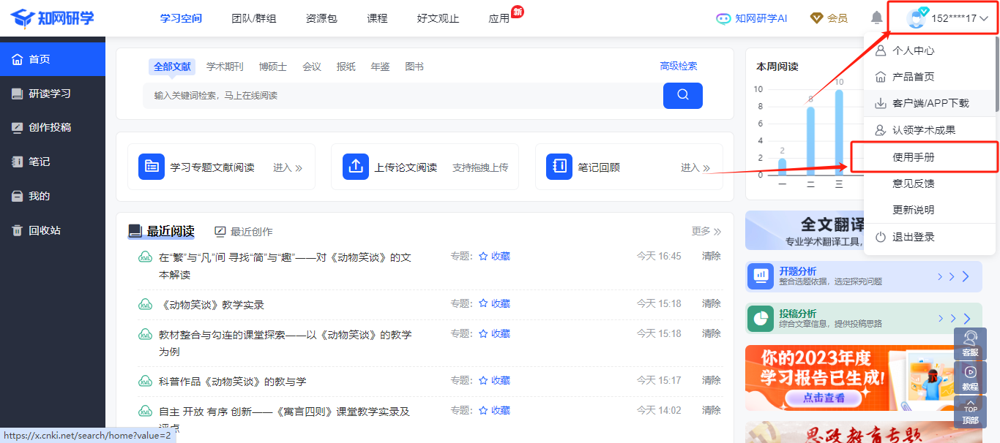 知网研学
学习空间 团队/群组 资源包 课程 好文观止 应用 新
知网研学AI 会员 152****17
首页
研读学习
创作投稿
笔记
我的
回收站
全部文献 学术期刊 博硕士 会议 报纸 年鉴 图书 高级检索
输入关键词检索，马上在线阅读
学习专题文献阅读 进入 »
上传论文阅读 支持拖拽上传
笔记回顾 进入 »
最近阅读 最近创作 更多 »
在“繁”与“凡”间 寻找“简”与“趣”——对《动物笑谈》的文 专题: 收藏 今天 16:45 清除
本解读
《动物笑谈》教学实录 专题: 收藏 今天 15:18 清除
教材整合与勾连的课堂探索——以《动物笑谈》的教学 专题: 收藏 今天 15:18 清除
为例
科普作品《动物笑谈》的教与学 专题: 收藏 今天 15:17 清除
自主 开放 有序 创新——《寓言四则》课堂教学实录及 专题: 收藏 今天 14:02 清除
评点
XML
XML
XML
XML
XML
本周阅读
10
8
6
4
2
0
2
8
10
一 二 三
个人中心
产品首页
客户端/APP下载
认领学术成果
使用手册
意见反馈
更新说明
退出登录
全文翻译
专业学术翻译工具，
开题分析
整合选题依据，选定探究问题
投稿分析
综合文章信息，提供投稿思路
你的2023年度
学习报告已生成!
点击查看
思政教育专题
客服
教程
TOP
顶部
https://x.cnki.net/search/home?value=2